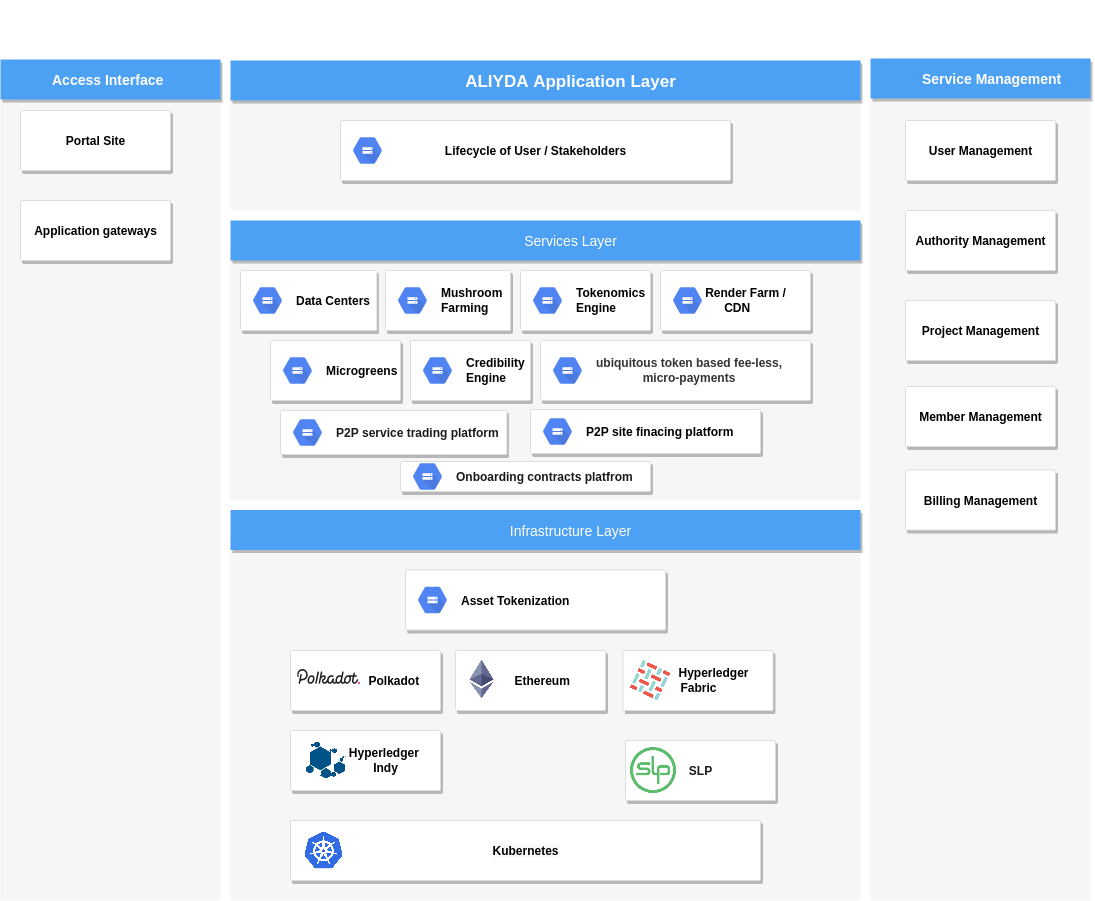 Access Interface
Portal Site
Application gateways
ALIYDA Application Layer
Lifecycle of User / Stakeholders
Services Layer
Data Centers
Mushroom
Farming
Tokenomics
Engine
Render Farm /
CDN
Microgreens
Credibility
Engine
ubiquitous token based fee-less,
micro-payments
P2P service trading platform
P2P site finacing platform
Onboarding contracts platfrom
Infrastructure Layer
Asset Tokenization
Polkadot.
Polkadot
Ethereum
Hyperledger
Fabric
Hyperledger
Indy
slp
SLP
Kubernetes
Service Management
User Management
Authority Management
Project Management
Member Management
Billing Management